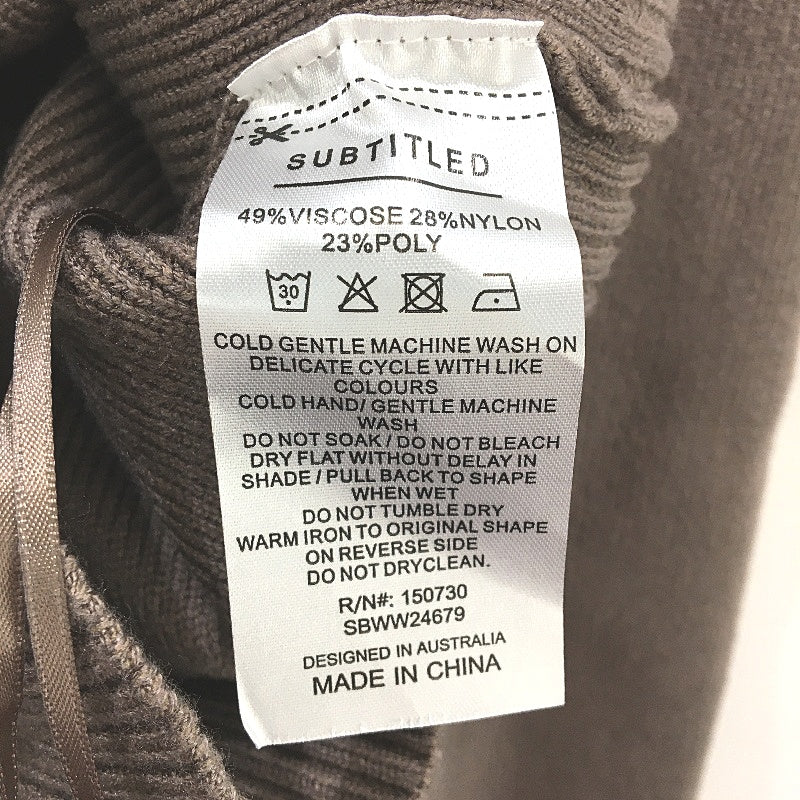 SUBTITLED
49%VISCOSE 28%NYLON
23%POLY
30
COLD GENTLE MACHINE WASH ON
DELICATE CYCLE WITH LIKE
COLOURS
COLD HAND/ GENTLE MACHINE
WASH
DO NOT SOAK / DO NOT BLEACH
DRY FLAT WITHOUT DELAY IN
SHADE / PULL BACK TO SHAPE
WHEN WET
DO NOT TUMBLE DRY
WARM IRON TO ORIGINAL SHAPE
ON REVERSE SIDE
DO NOT DRYCLEAN.
R/N#: 150730
SBWW24679
DESIGNED IN AUSTRALIA
MADE IN CHINA